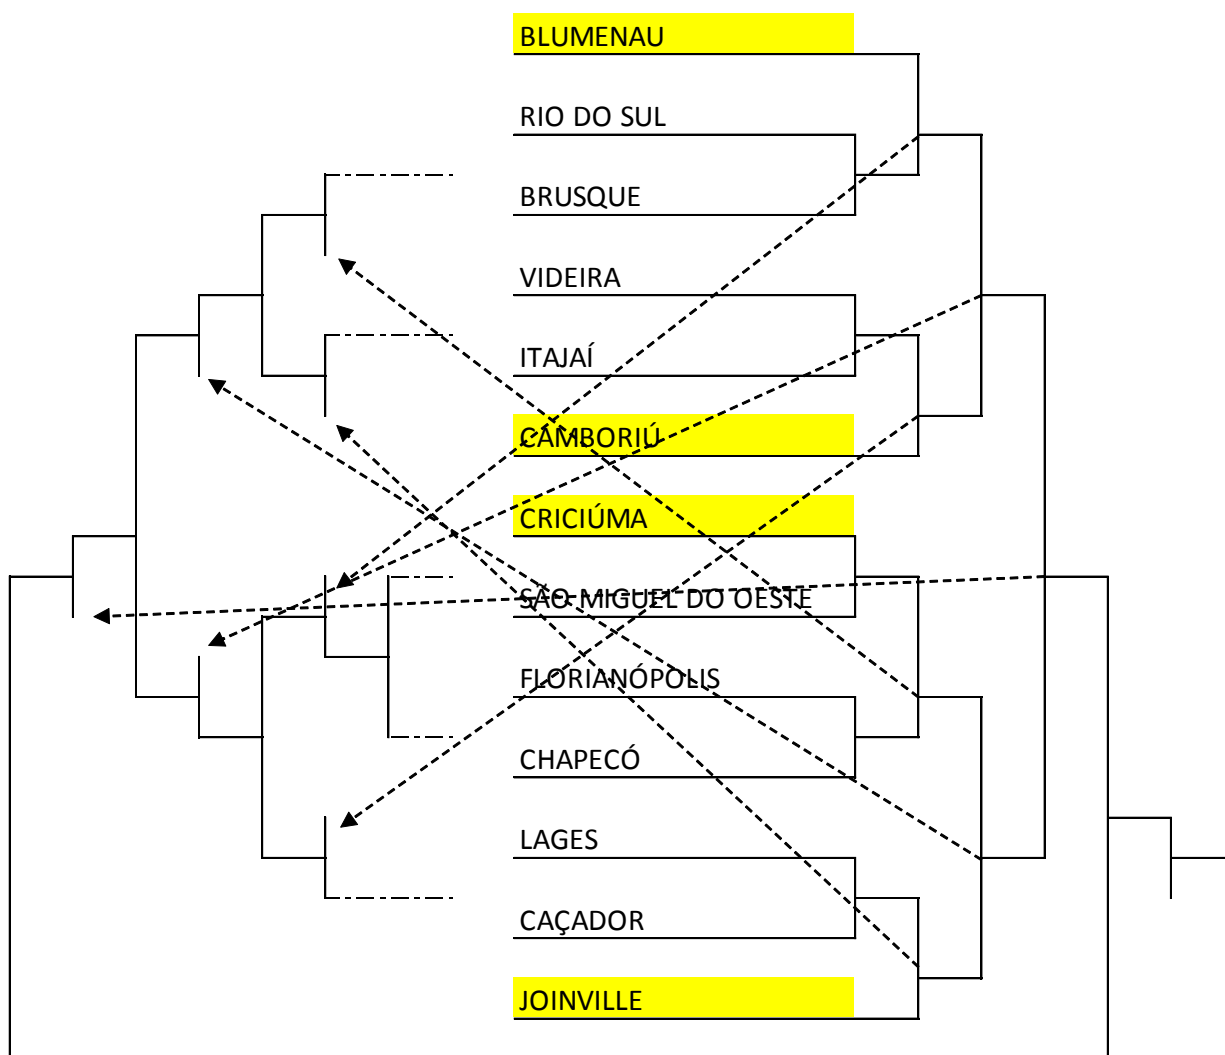 BLUMENAU
RIO DO SUL
BRUSQUE
VIDEIRA
ITAJAÍ
CAMBORIÚ
CRICIÚMA
SÃO MIGUEL DO OESTE
FLORIANÓPOLIS
CHAPECÓ
LAGES
CAÇADOR
JOINVILLE